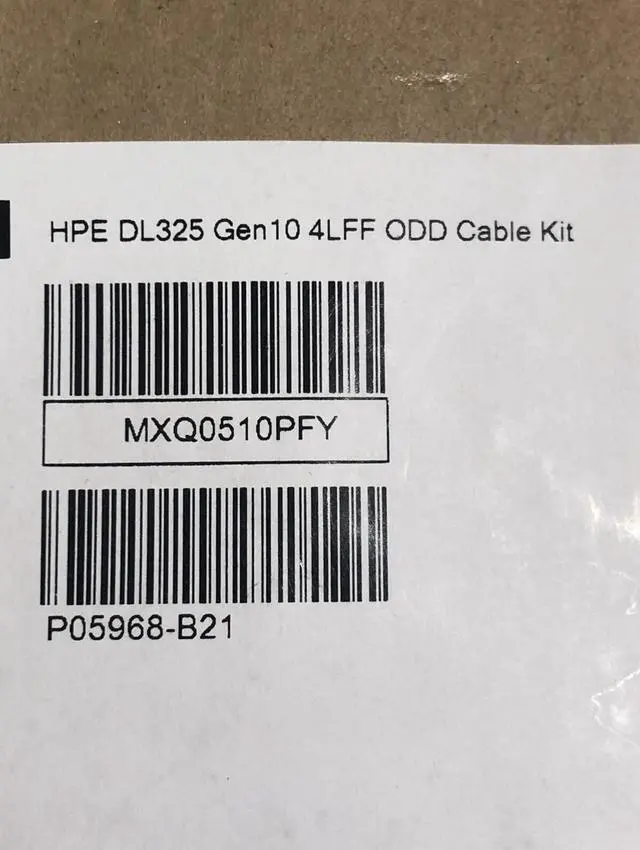 HPE DL325 Gen10 4LFF ODD Cable Kit
MXQ0510PFY
P05968-B21